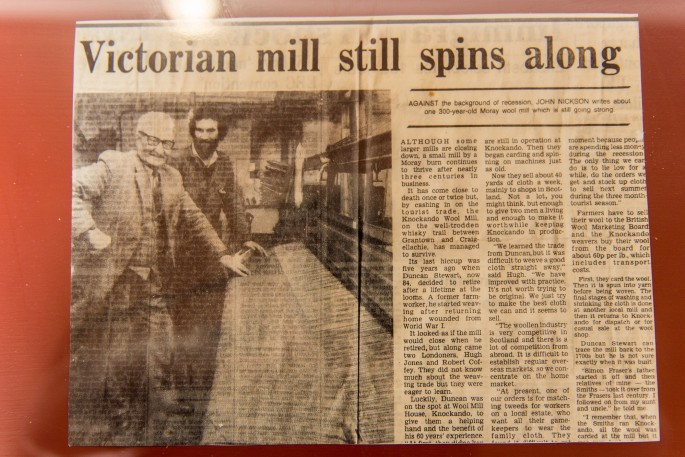 Victorian mill still spins along
AGAINST the background of recession, JOHN NICKSON writes about
one 300-year-old Moray wool mill which is still going strong.
ALTHOUGH some
larger mills are closing
down, a small mill by a
Moray burn continues
to thrive after nearly
three centuries in
business.
It has come close to
death once or twice but,
by cashing in on the
tourist trade, the
Knockando Wool Mill,
on the well-trodden
whisky trail between
Grantown and Craig-
ellachie, has managed
to survive.
Its last hiccup was
five years ago when
Duncan Stewart, now
84, decided to retire
after a lifetime at the
looms. A former farm-
worker, he started weav-
ing after returning
home wounded from
World War I.
It looked as if the mill
would close when he
retired, but along came
two Londoners, Hugh
Jones and Robert Cof-
fey. They did not know
much about the weav-
ing trade but they were
eager to learn.
Luckily, Duncan was
on the spot at Wool Mill
House, Knockando, to
give them a helping
hand and the benefit of
his 60 years' experience.
are still in operation at
Knockando. Then they
began carding and spin-
ning on machines just
as old.
Now they sell about 40
yards of cloth a week,
mainly to shops in Scot-
land. Not a lot, you
might think, but enough
to give two men a living
and enough to make it
worthwhile keeping
Knockando in produc-
tion.
"We learned the trade
from Duncan, but it was
difficult to weave a good
cloth straight away,"
said Hugh. "We have
improved with practice.
It's not worth trying to
be original. We just try
to make the best cloth
we can and it seems to
sell.
"The woollen industry
is very competitive in
Scotland and there is a
lot of competition from
abroad. It is difficult to
establish regular over-
seas markets, so we con-
centrate on the home
market.
"At present, one of
our orders is for match-
ing tweeds for workers
on a local estate, who
want all their game-
keepers to wear the
family cloth. They
moment because
are spending less money
during the recession.
The only thing we can
do is to lie low for a
while, do the orders we
get and stack up cloth
to sell next summer
during the three month
tourist season."
Farmers have to sell
their wool to the British
Wool Marketing Board
and the Knockando
weavers buy their wool
from the board for
about 60p per lb., which
includes transport
costs.
First, they card the wool.
Then it is spun into yarn
before being woven. The
final stages of washing and
shrinking the cloth is done
at another local mill and
then it returns to Knock-
ando for dispatch or for
casual sale at the wool
shop.
Duncan Stewart can
trace the mill back to the
1700s but he is not sure
exactly when it was built.
"Simon Fraser's father
started it off and then
relatives of mine — the
Smiths — took it over from
the Frasers last century. I
followed on from my aunt
and uncle," he told me.
"I remember that, when
the Smiths ran Knock-
ando, all the wool was
carded at the mill but it